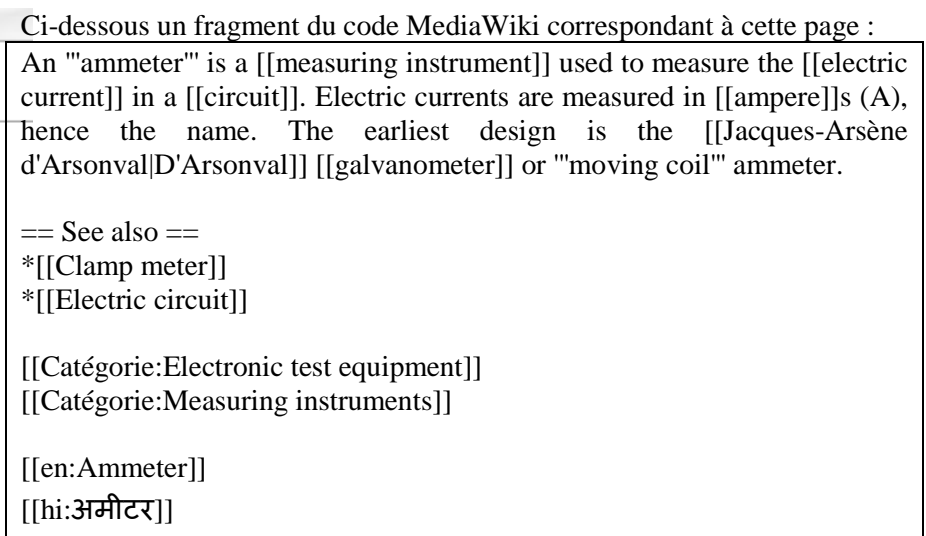 Ci-dessous un fragment du code MediaWiki correspondant à cette page :
An '''ammeter''' is a [[measuring instrument]] used to measure the [[electric
current]] in a [[circuit]]. Electric currents are measured in [[ampere]]s (A),
hence the name. The earliest design is the [[Jacques-Arsène
d'Arsonval|D'Arsonval]] [[galvanometer]] or '''moving coil''' ammeter.
== See also ==
*[[Clamp meter]]
*[[Electric circuit]]
[[Catégorie:Electronic test equipment]]
[[Catégorie:Measuring instruments]]
[[en:Ammeter]]
[[hi:अमीटर]]